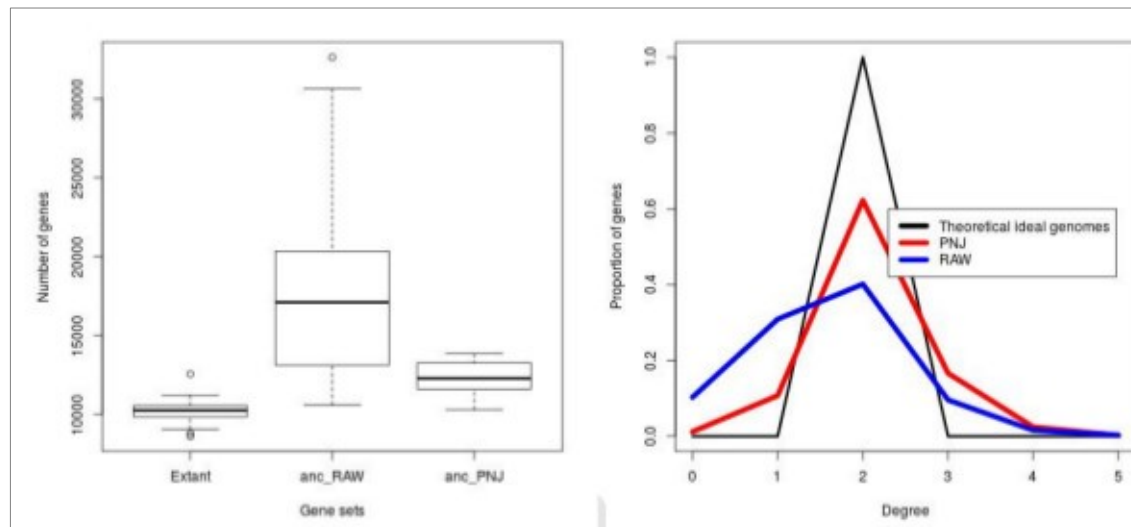 Number of genes
30000
25000
20000
15000
10000
Extant anc_RAW anc_PNJ
Gene sets
Proportion of genes
1.0
0.8
0.6
0.4
0.2
0.0
Theoretical ideal genomes
PNJ
RAW
0 1 2 3 4 5
Degree